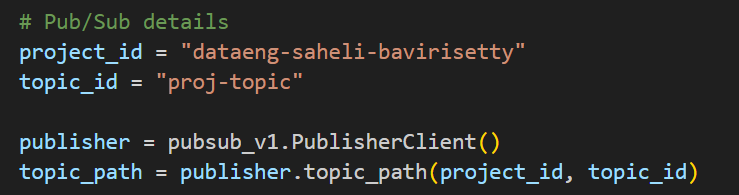 # Pub/Sub details
project_id = "dataeng-saheli-bavirisetty"
topic_id = "proj-topic"
publisher = pubsub_v1.PublisherClient()
topic_path = publisher.topic_path(project_id, topic_id)